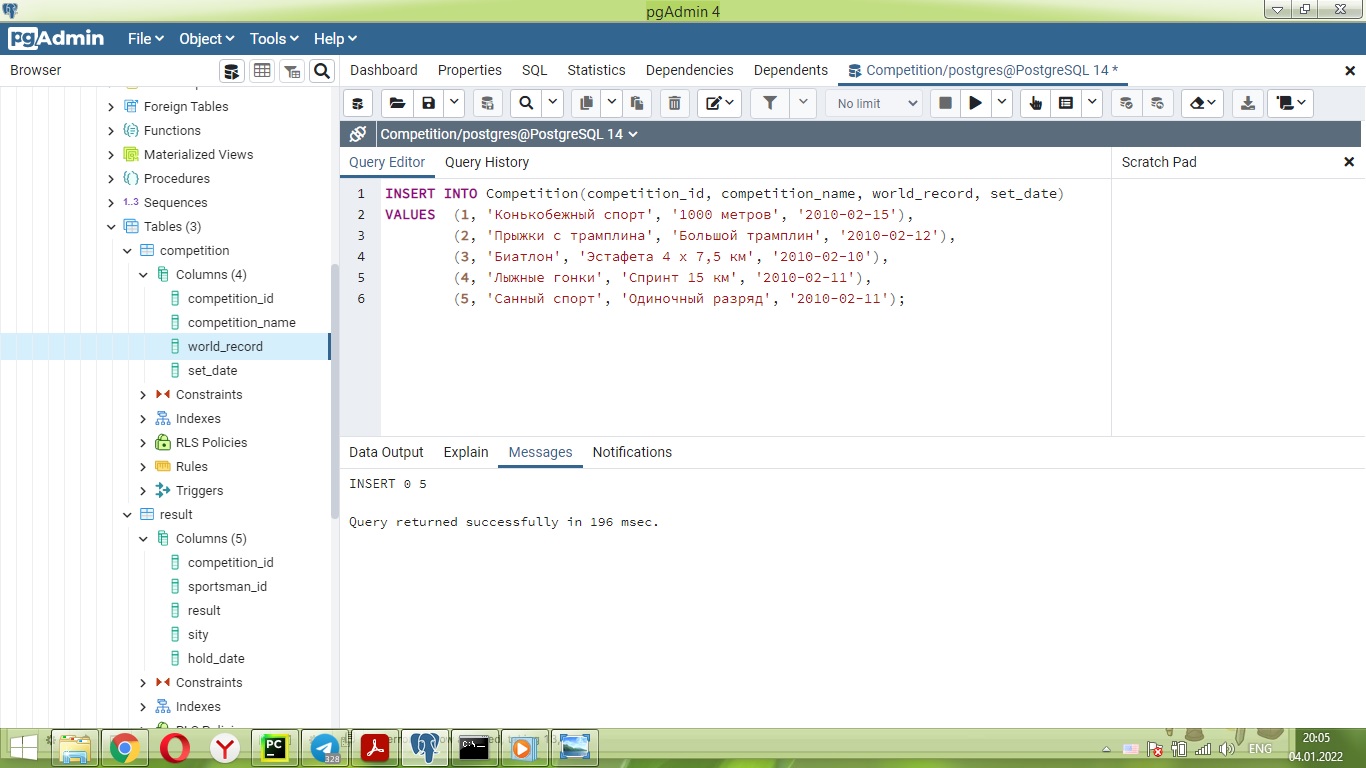 pgAdmin 4
pgAdmin File Object Tools Help
Browser
Dashboard Properties SQL Statistics Dependencies Dependents Competition/postgres@PostgreSQL 14 *
No limit
Competition/postgres@PostgreSQL 14
Query Editor Query History
Scratch Pad
Foreign Tables
Functions
Materialized Views
Procedures
1..3 Sequences
Tables (3)
competition
Columns (4)
competition_id
competition_name
world_record
set_date
Constraints
Indexes
RLS Policies
Rules
Triggers
result
Columns (5)
competition_id
sportsman_id
result
sity
hold_date
Constraints
Indexes
1 INSERT INTO Competition(competition_id, competition_name, world_record, set_date)
2 VALUES (1, 'Конькобежный спорт', '1000 метров', '2010-02-15'),
3 (2, 'Прыжки с трамплина', 'Большой трамплин', '2010-02-12'),
4 (3, 'Биатлон', 'Эстафета 4 х 7,5 км', '2010-02-10'),
5 (4, 'Лыжные гонки', 'Спринт 15 км', '2010-02-11'),
6 (5, 'Санный спорт', 'Одиночный разряд', '2010-02-11');
Data Output Explain Messages Notifications
INSERT 0 5
Query returned successfully in 196 msec.
PC
328
C:\.
ENG
20:05
04.01.2022